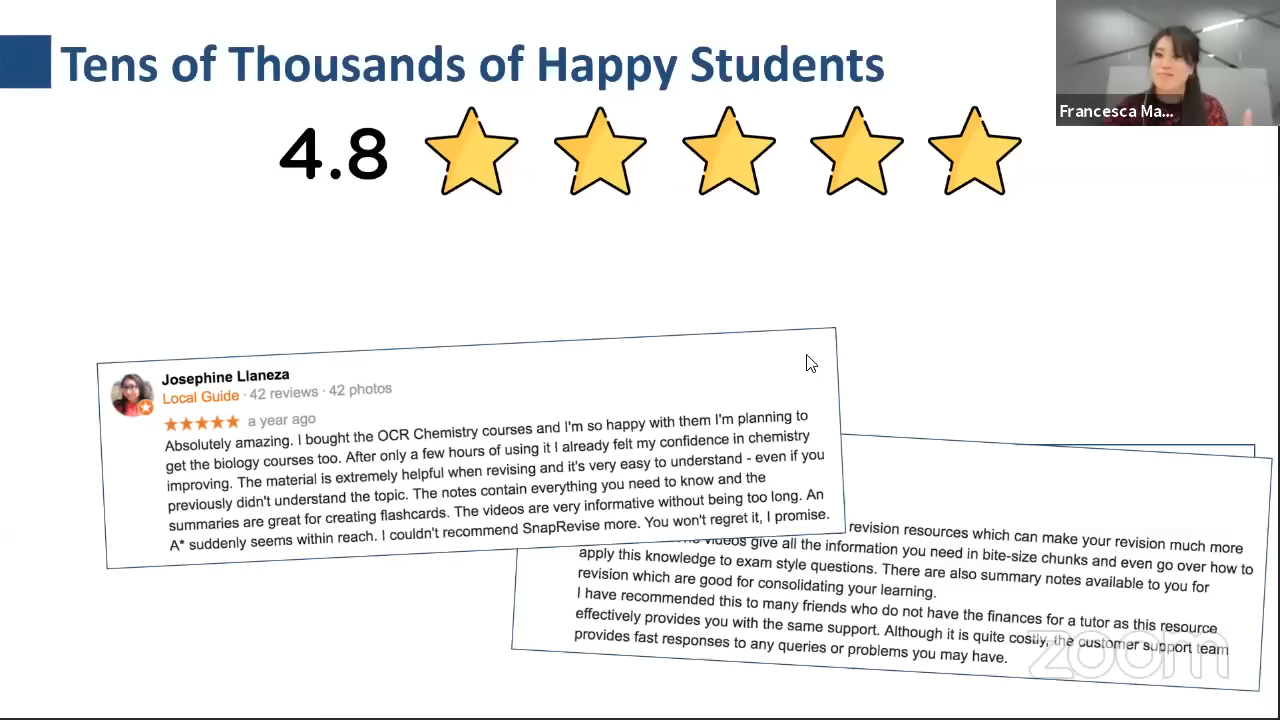 Tens of Thousands of Happy Students
4.8
Francesca Ma...
Josephine Llaneza
Local Guide · 42 reviews · 42 photos
a year ago
Absolutely amazing. I bought the OCR Chemistry courses and I'm so happy with them I'm planning to
get the biology courses too. After only a few hours of using it I already felt my confidence in chemistry
improving. The material is extremely helpful when revising and it's very easy to understand - even if you
previously didn't understand the topic. The notes contain everything you need to know and the
summaries are great for creating flashcards. The videos are very informative without being too long. An
A* suddenly seems within reach. I couldn't recommend SnapRevise more. You won't regret it, I promise.
revision resources which can make your revision much more
videos give all the information you need in bite-size chunks and even go over how to
apply this knowledge to exam style questions. There are also summary notes available to you for
revision which are good for consolidating your learning.
I have recommended this to many friends who do not have the finances for a tutor as this resource
effectively provides you with the same support. Although it is quite costly, the customer support team
provides fast responses to any queries or problems you may have.
zoom